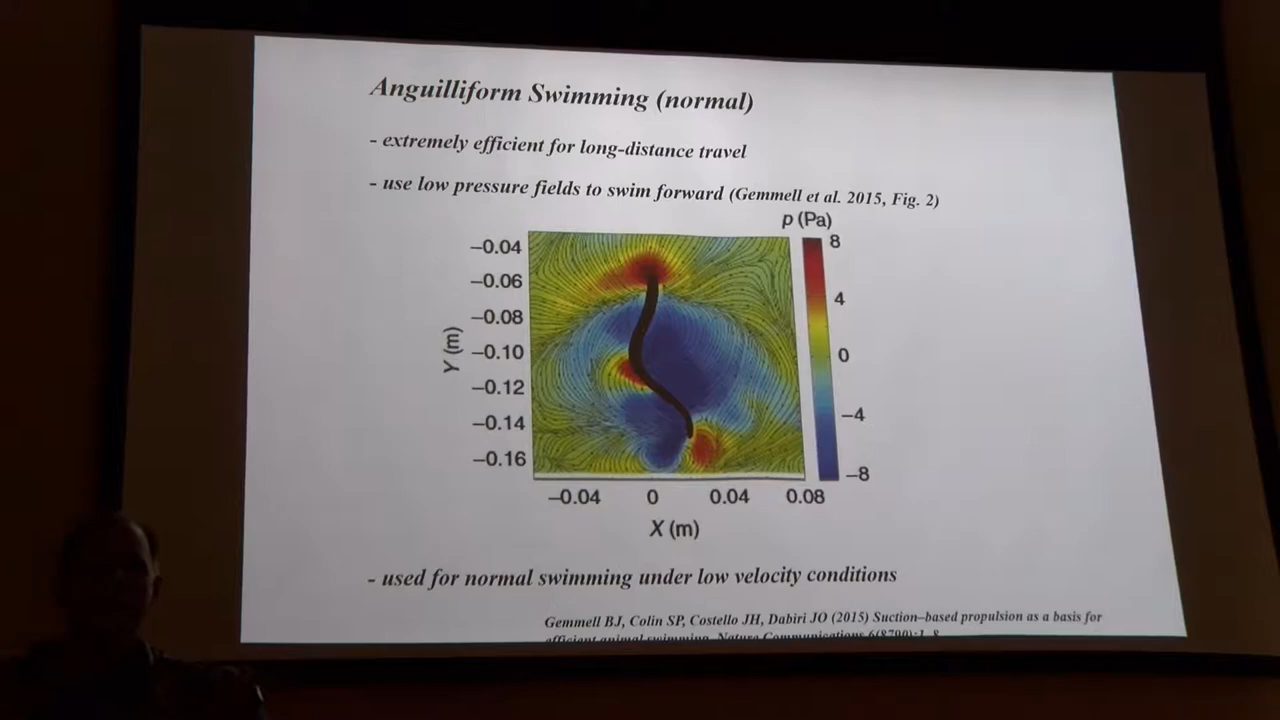 Anguilliform Swimming (normal)
- extremely efficient for long-distance travel
- use low pressure fields to swim forward (Gemmell et al. 2015, Fig. 2)
p (Pa)
8
4
0
−4
−8
Y (m)
−0.04
−0.06
−0.08
−0.10
−0.12
−0.14
−0.16
−0.04 0 0.04 0.08
X (m)
- used for normal swimming under low velocity conditions
Gemmell BJ, Colin SP, Costello JH, Dabiri JO (2015) Suction–based propulsion as a basis for
efficient animal swimming. Nature Communications 6(8790):1–8